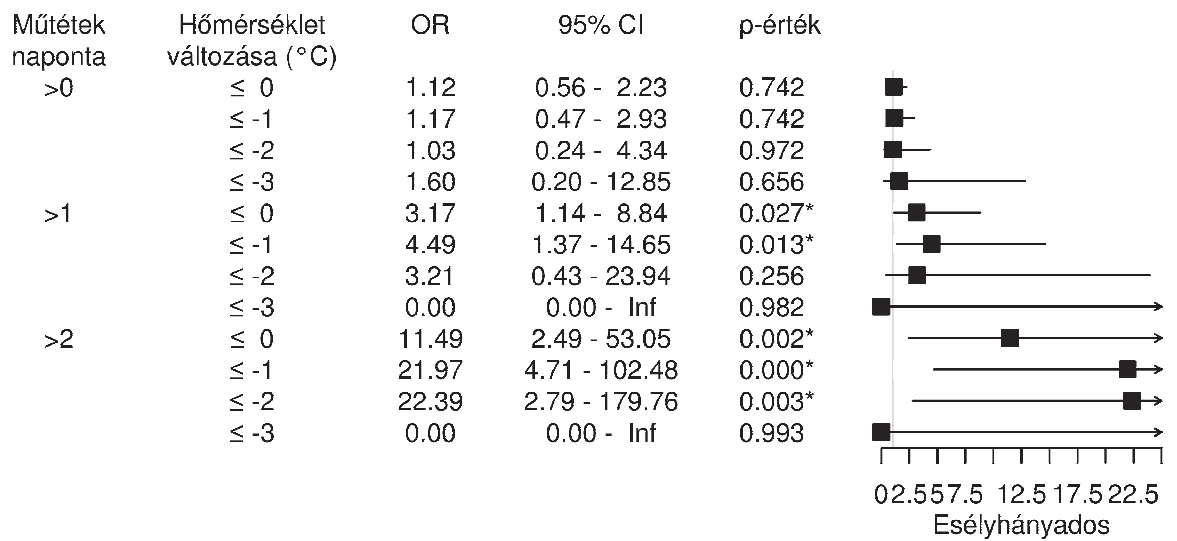 Műtétek Hőmérséklet OR 95% CI p-érték
naponta változása (°C)
>0 ≤ 0 1.12 0.56 - 2.23 0.742
≤ -1 1.17 0.47 - 2.93 0.742
≤ -2 1.03 0.24 - 4.34 0.972
≤ -3 1.60 0.20 - 12.85 0.656
>1 ≤ 0 3.17 1.14 - 8.84 0.027*
≤ -1 4.49 1.37 - 14.65 0.013*
≤ -2 3.21 0.43 - 23.94 0.256
≤ -3 0.00 0.00 - Inf 0.982
>2 ≤ 0 11.49 2.49 - 53.05 0.002*
≤ -1 21.97 4.71 - 102.48 0.000*
≤ -2 22.39 2.79 - 179.76 0.003*
≤ -3 0.00 0.00 - Inf 0.993
0 2.5 5 7.5 12.5 17.5 22.5
Esélyhányados